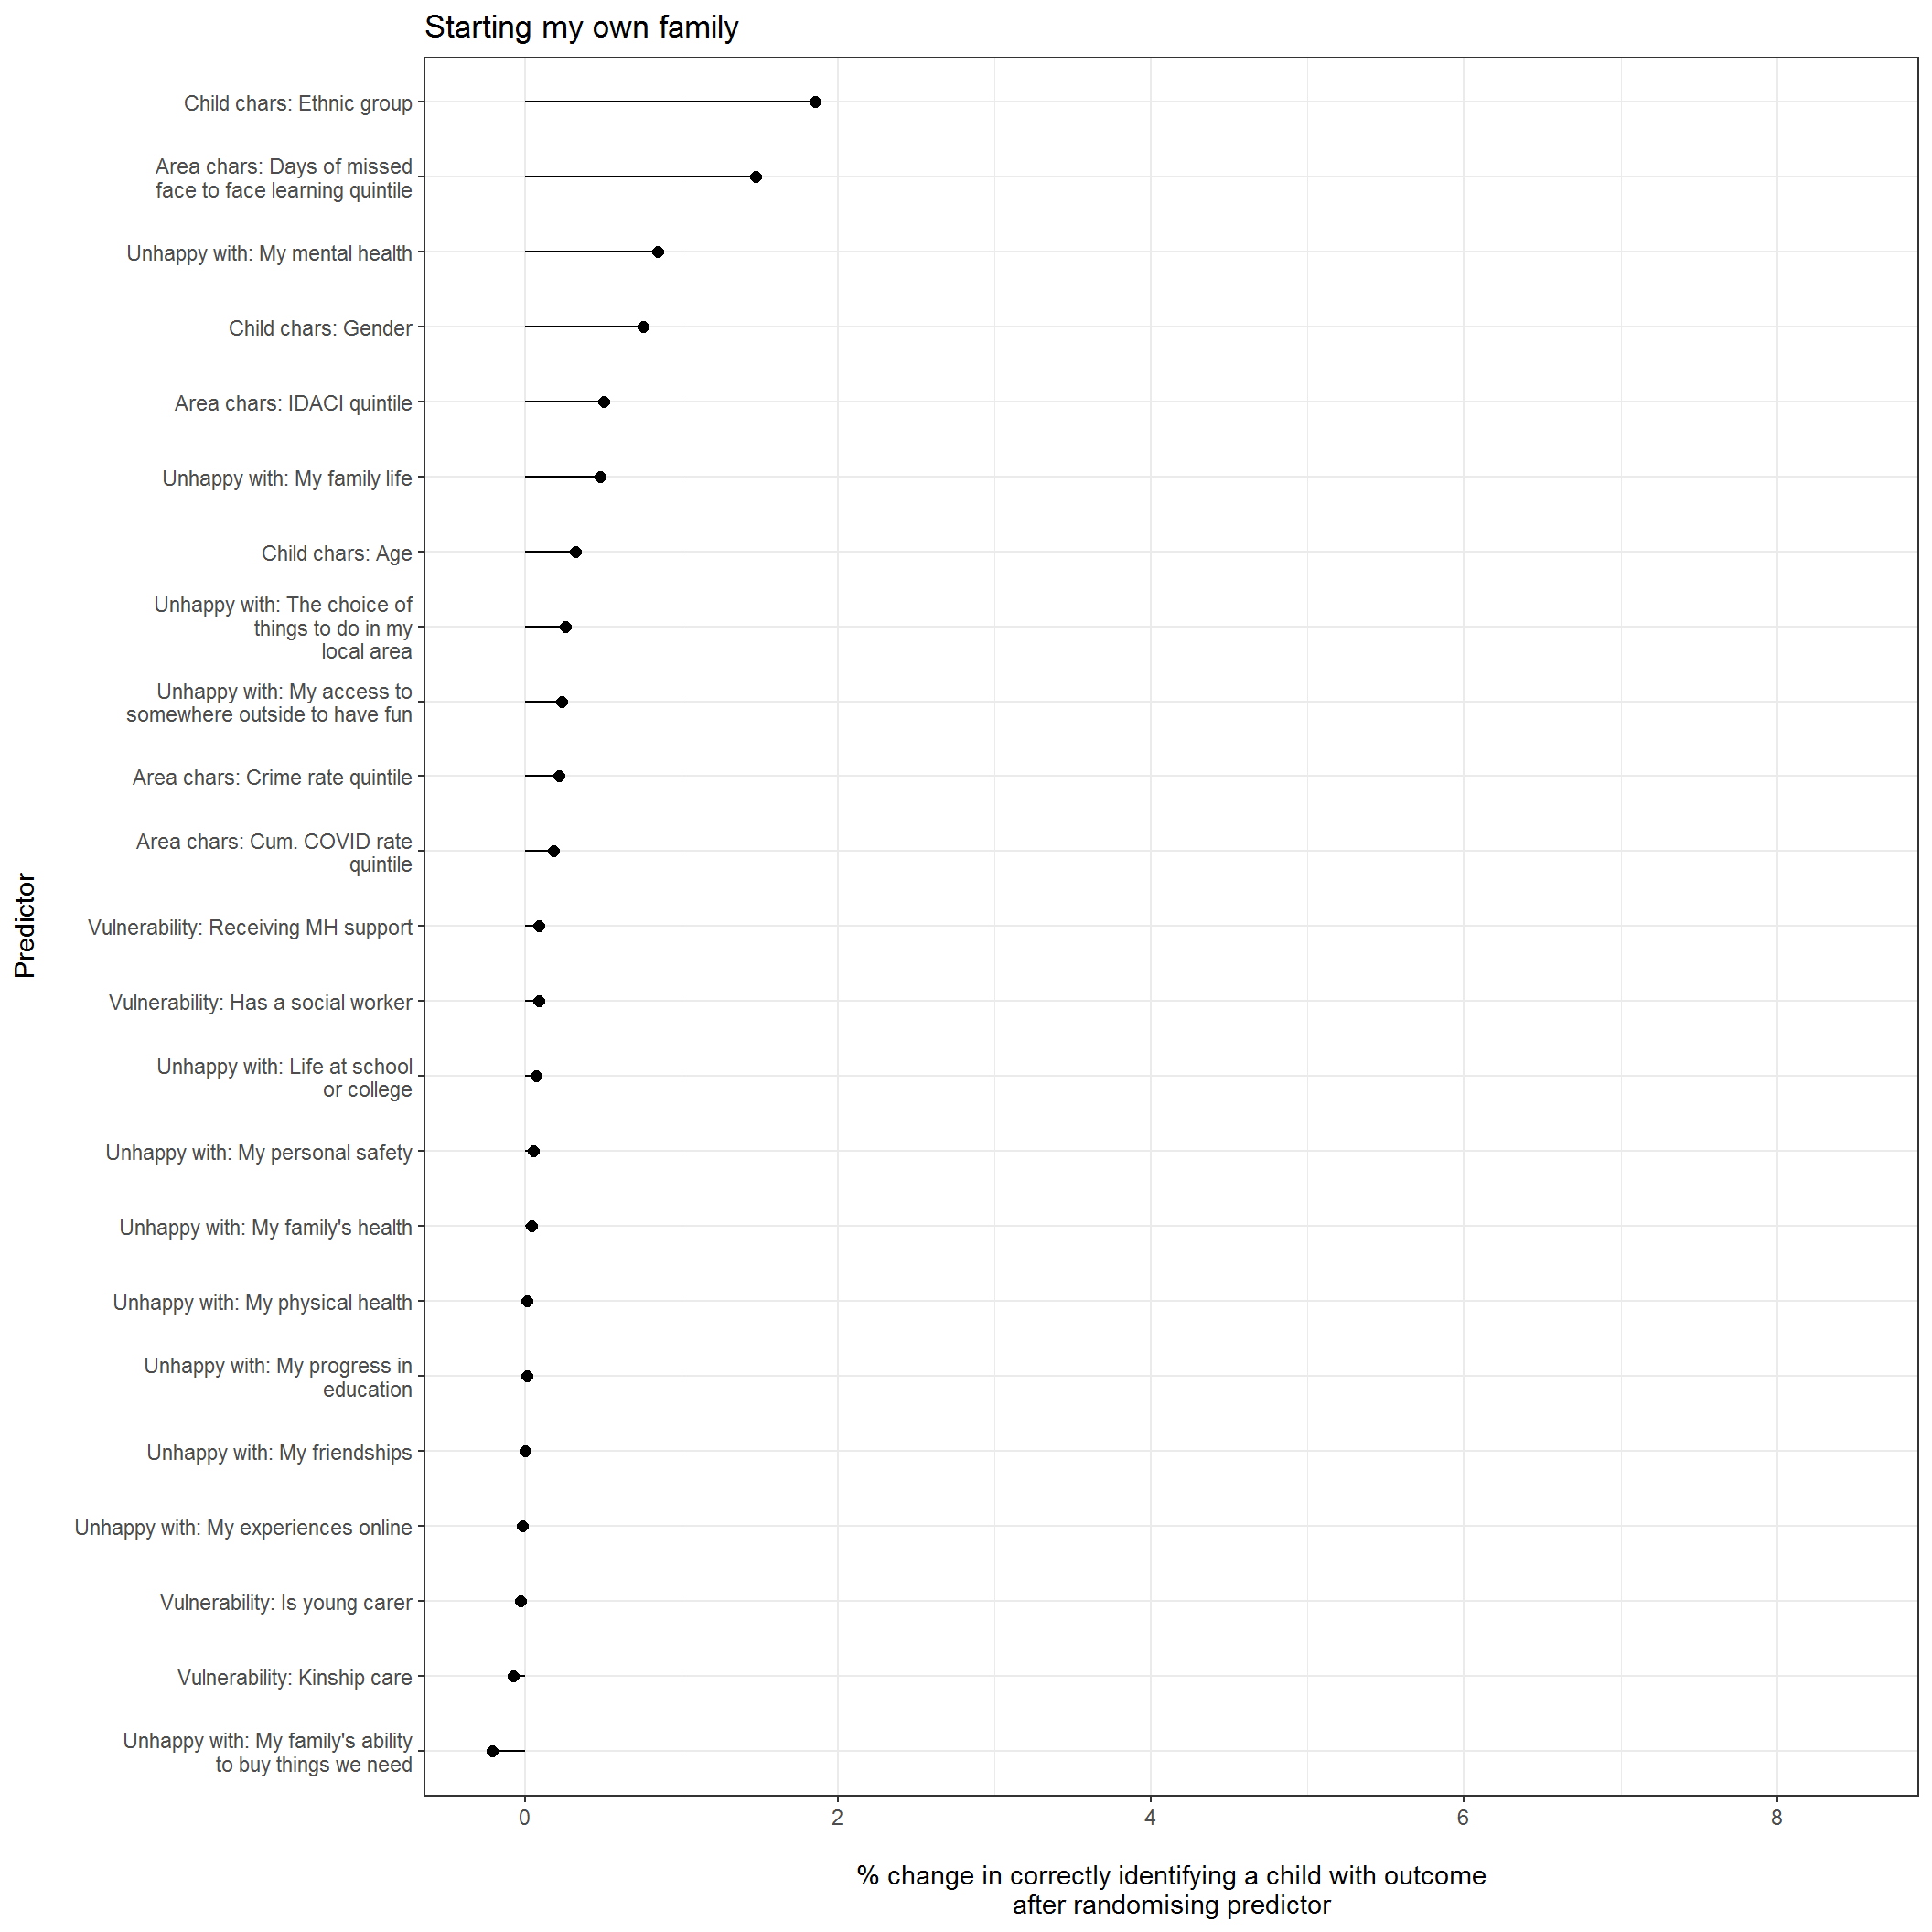 Starting my own family
Child chars: Ethnic group
Area chars: Days of missed
face to face learning quintile
Unhappy with: My mental health
Child chars: Gender
Area chars: IDACI quintile
Unhappy with: My family life
Child chars: Age
Unhappy with: The choice of
things to do in my
local area
Unhappy with: My access to
somewhere outside to have fun
Area chars: Crime rate quintile
Area chars: Cum. COVID rate
quintile
Vulnerability: Receiving MH support
Vulnerability: Has a social worker
Unhappy with: Life at school
or college
Unhappy with: My personal safety
Unhappy with: My family's health
Unhappy with: My physical health
Unhappy with: My progress in
education
Unhappy with: My friendships
Unhappy with: My experiences online
Vulnerability: Is young carer
Vulnerability: Kinship care
Unhappy with: My family's ability
to buy things we need
Predictor
0 2 4 6 8
% change in correctly identifying a child with outcome
after randomising predictor